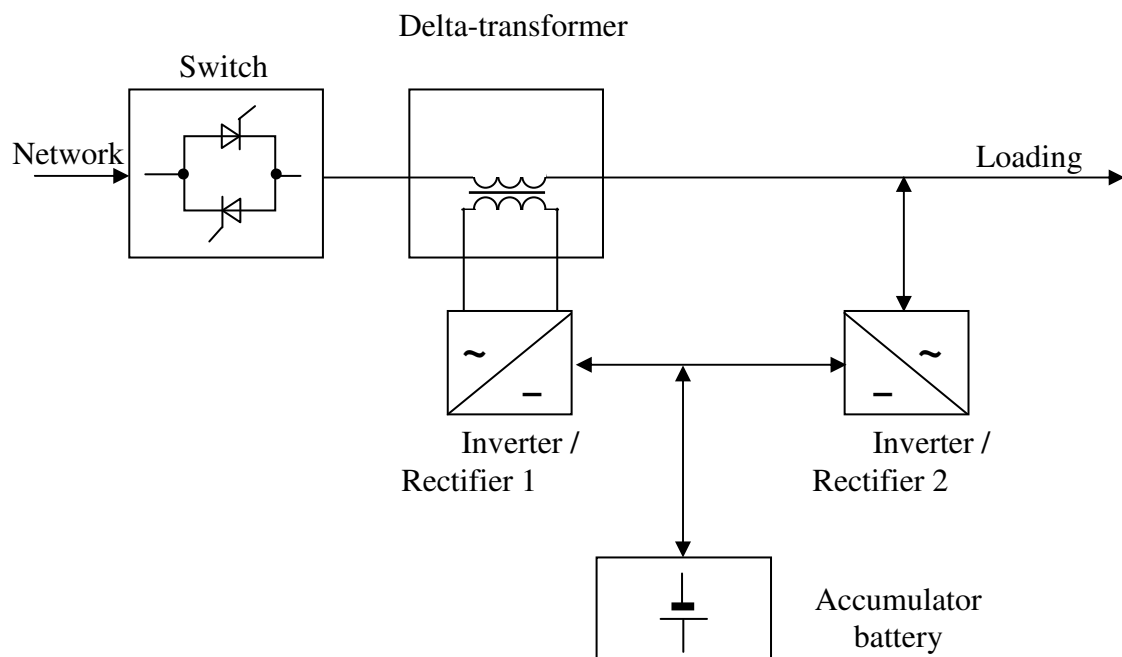 Delta-transformer
Switch
Network
Loading
~
–
~
–
Inverter /
Rectifier 1
Inverter /
Rectifier 2
Accumulator
battery